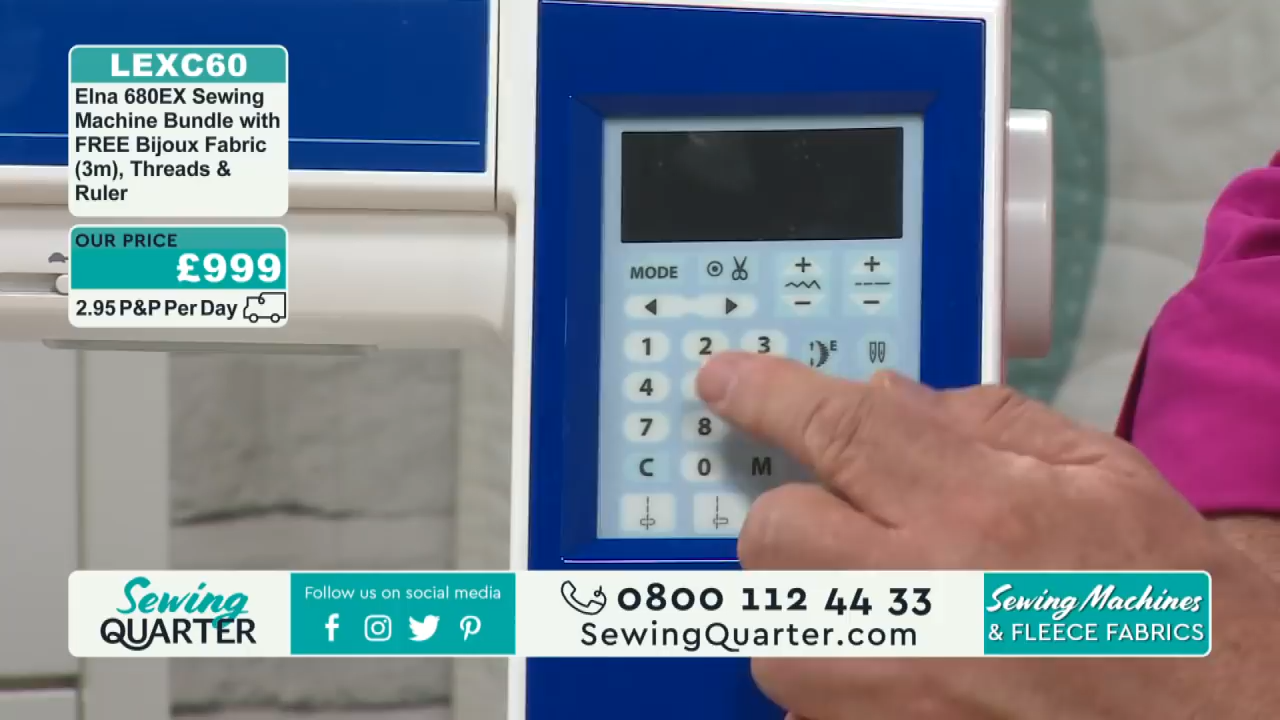 LEXC60
Elna 680EX Sewing
Machine Bundle with
FREE Bijoux Fabric
(3m), Threads &
Ruler
OUR PRICE
£999
2.95 P&P Per Day
MODE
+ +
- -
1 2 3
E
4
7 8
C 0 M
Sewing
QUARTER
Follow us on social media
0800 112 44 33
SewingQuarter.com
Sewing Machines
& FLEECE FABRICS